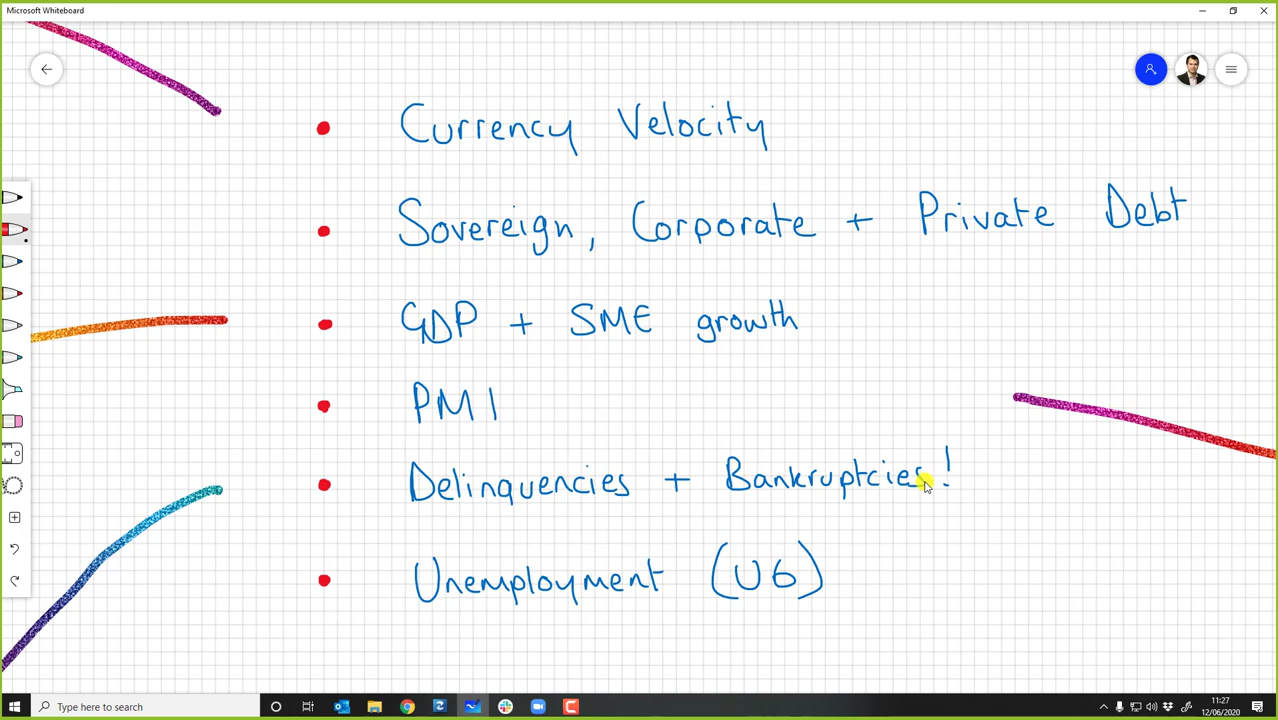 Microsoft Whiteboard
• Currency Velocity
• Sovereign, Corporate + Private Debt
• GDP + SME growth
• PMI
• Delinquencies + Bankruptcies!
• Unemployment (U6)
Type here to search
11:27
12/06/2020